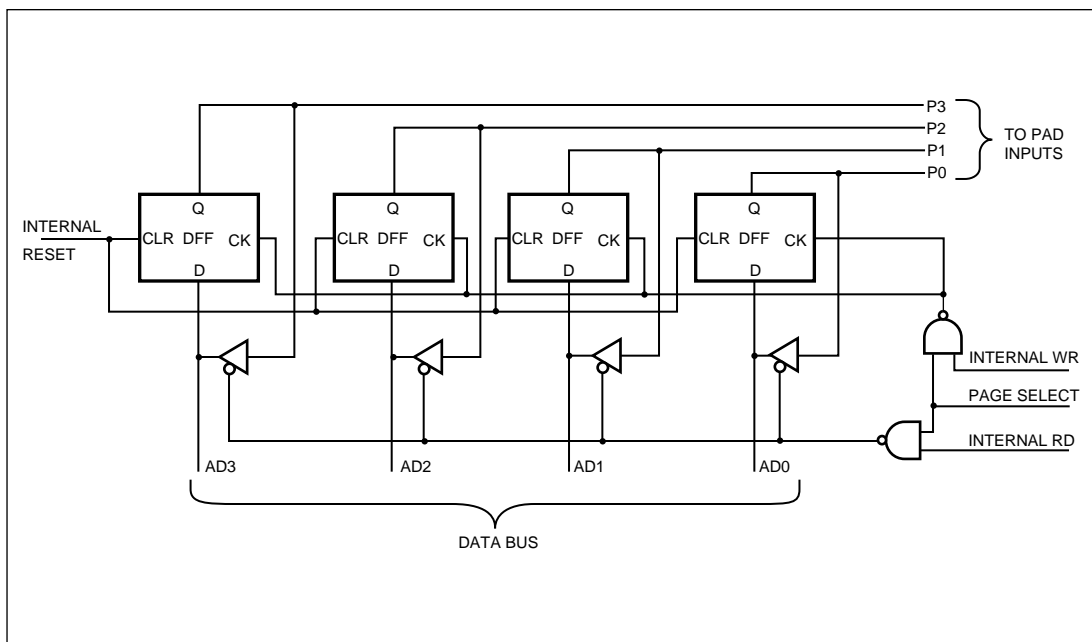 P3
P2
P1
P0
TO PAD
INPUTS
Q
Q
Q
Q
INTERNAL
RESET
CLR DFF CK
CLR DFF CK
CLR DFF CK
CLR DFF CK
D
D
D
D
INTERNAL WR
PAGE SELECT
INTERNAL RD
AD3
AD2
AD1
AD0
DATA BUS